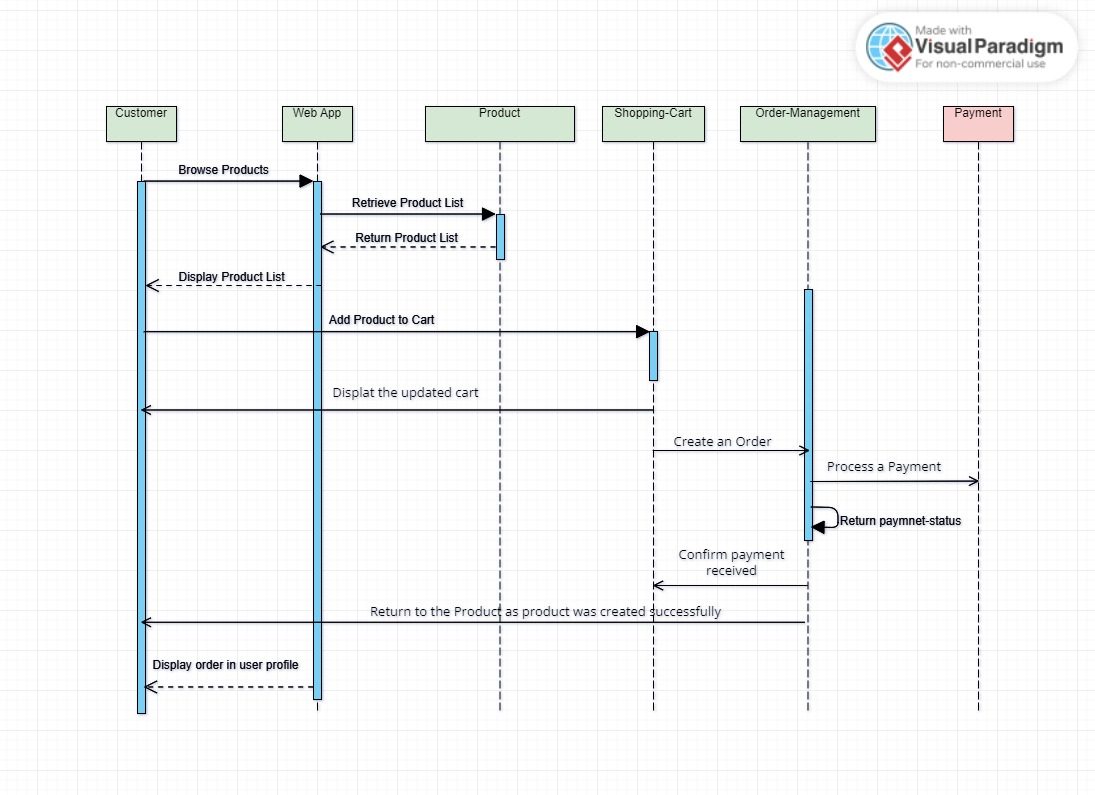 Made with
Visual Paradigm
For non-commercial use
Customer
Web App
Product
Shopping-Cart
Order-Management
Payment
Browse Products
Retrieve Product List
Return Product List
Display Product List
Add Product to Cart
Displat the updated cart
Create an Order
Process a Payment
Return paymnet-status
Confirm payment
received
Return to the Product as product was created successfully
Display order in user profile